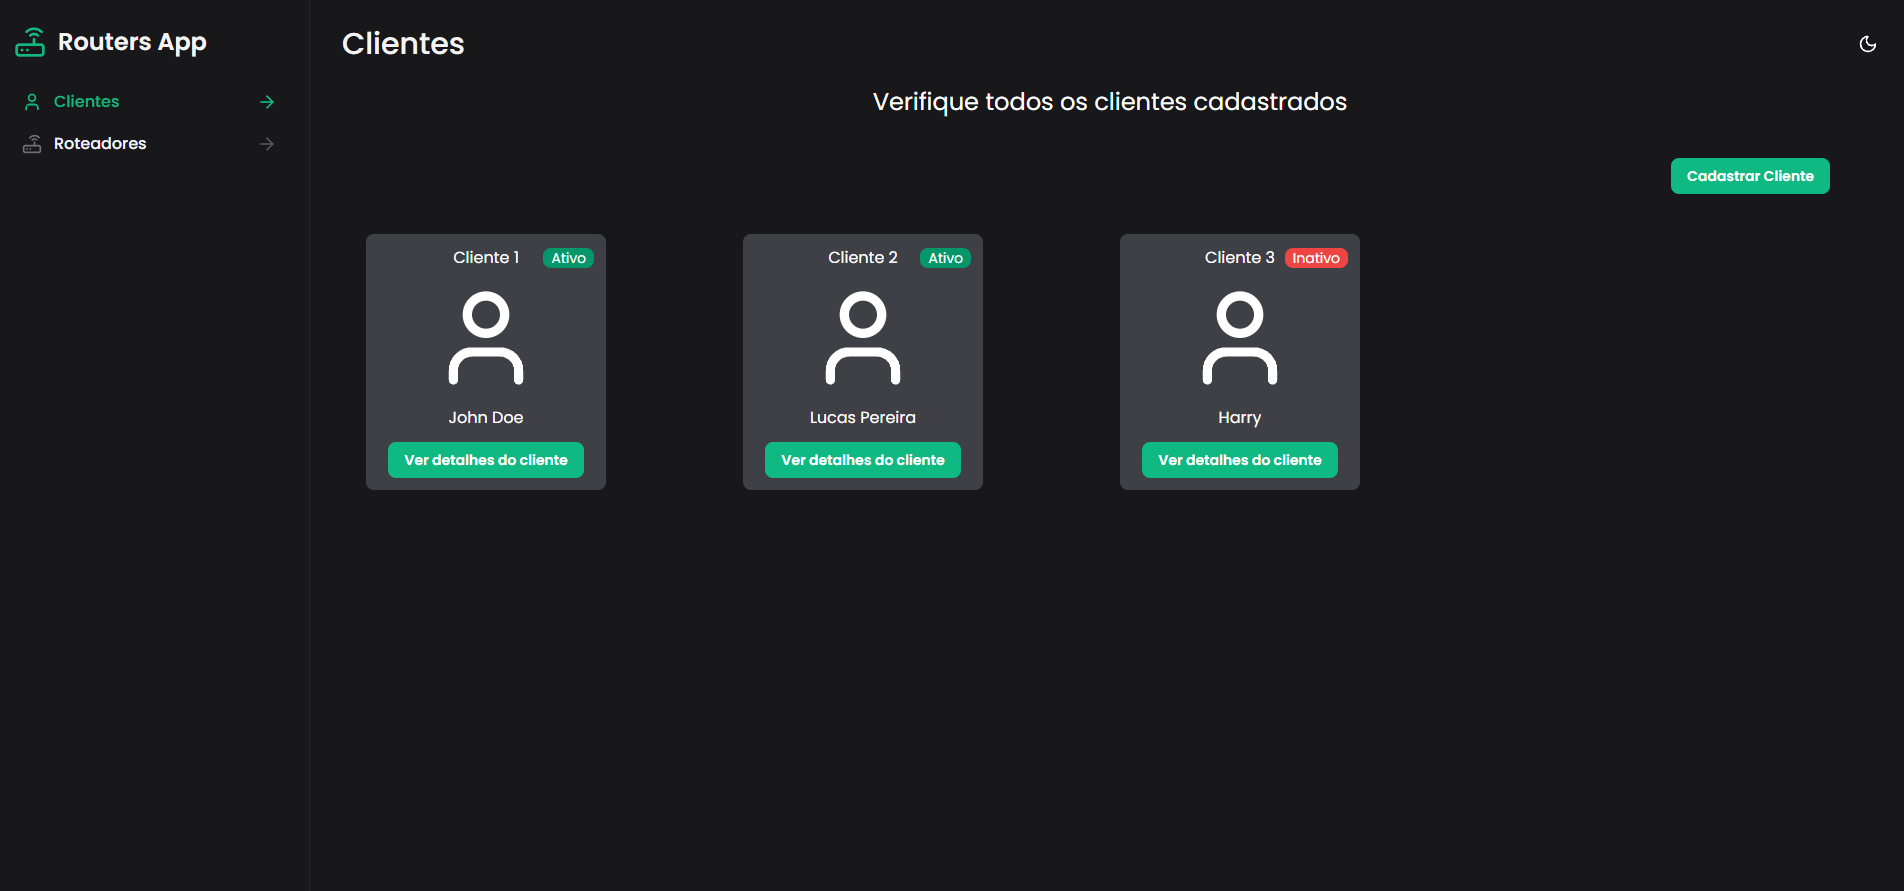 Routers App
Clientes
Roteadores
Clientes
Verifique todos os clientes cadastrados
Cadastrar Cliente
Cliente 1 Ativo
John Doe
Ver detalhes do cliente
Cliente 2 Ativo
Lucas Pereira
Ver detalhes do cliente
Cliente 3 Inativo
Harry
Ver detalhes do cliente